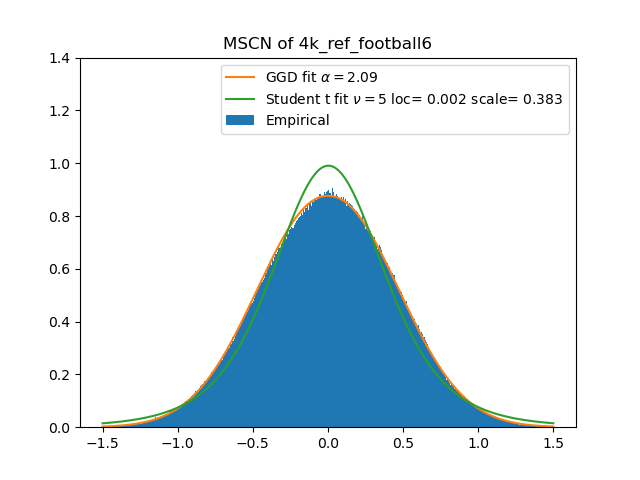 MSCN of 4k_ref_football6
GGD fit α = 2.09
Student t fit ν = 5 loc= 0.002 scale= 0.383
Empirical
1.4
1.2
1.0
0.8
0.6
0.4
0.2
0.0
−1.5 −1.0 −0.5 0.0 0.5 1.0 1.5